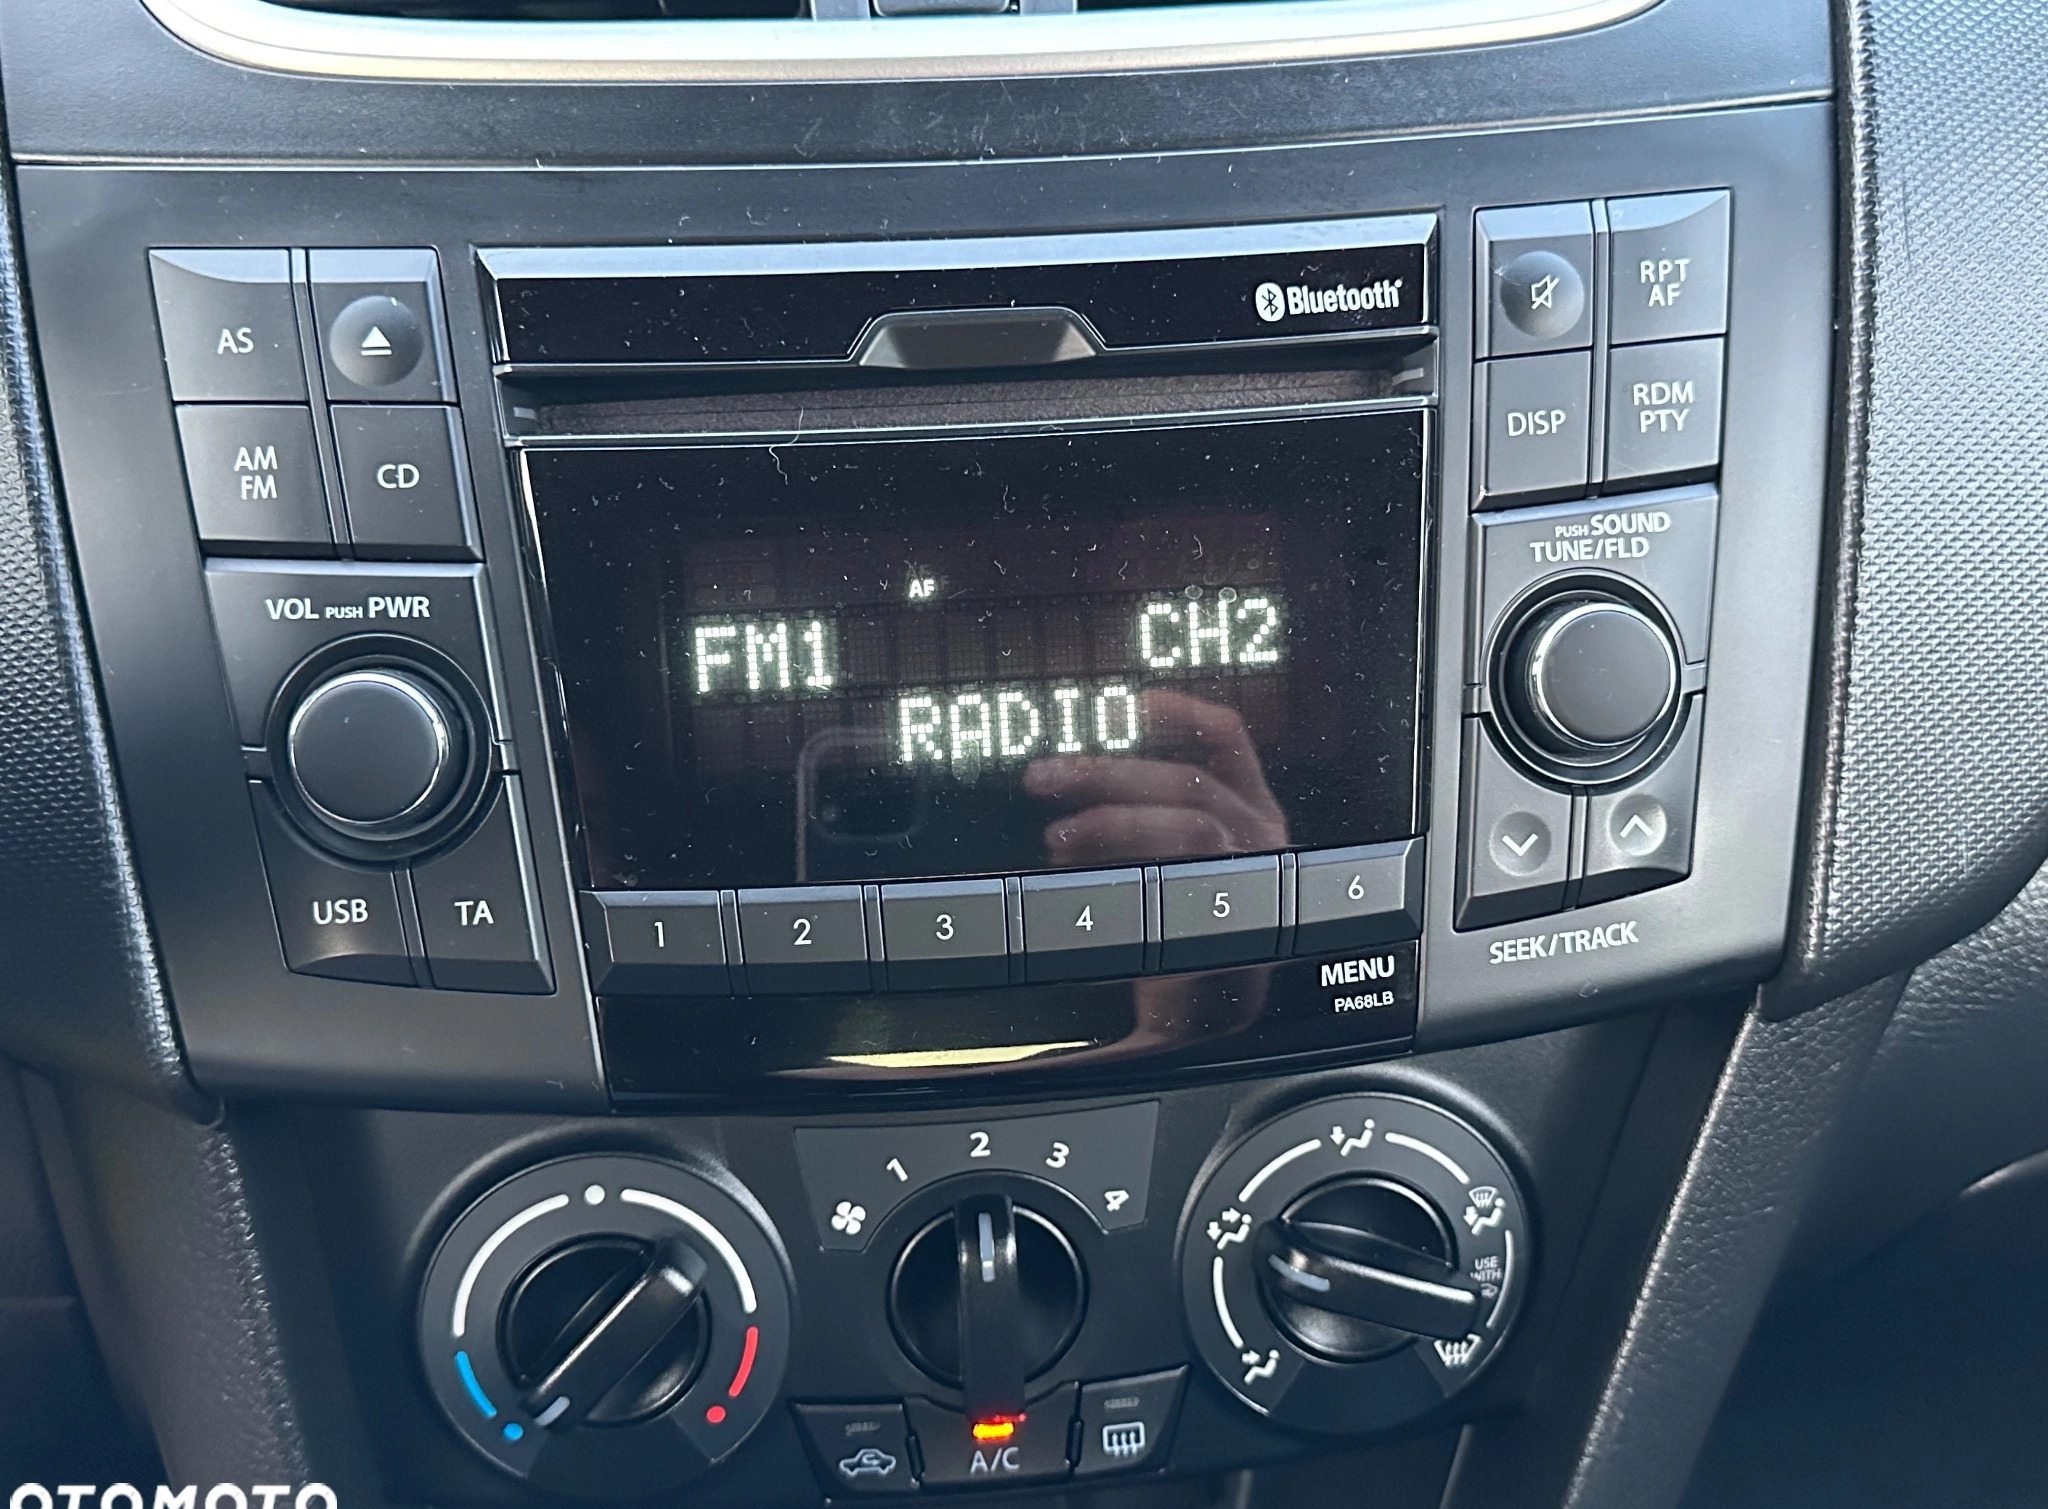 Bluetooth
AS
AM
FM
CD
RPT
AF
DISP
RDM
PTY
VOL PUSH PWR
PUSH SOUND
TUNE/FLD
AF
FM1 CH2
RADIO
USB TA
1 2 3 4 5 6
SEEK/TRACK
MENU
PA68LB
1 2 3 4
USE
WITH
A/C
OTOMOTO